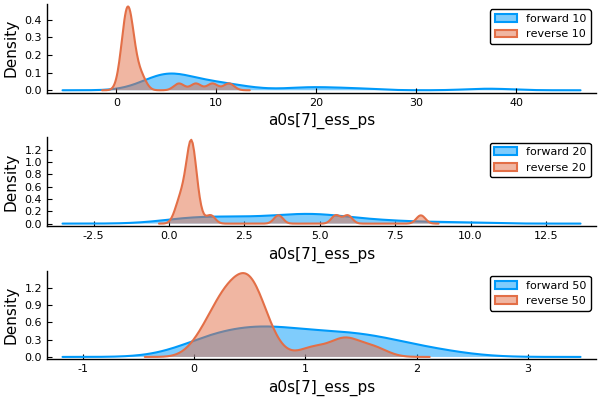 Density
0.4
0.3
0.2
0.1
0.0
forward 10
reverse 10
0 10 20 30 40
a0s[7]_ess_ps
Density
1.2
1.0
0.8
0.6
0.4
0.2
0.0
forward 20
reverse 20
-2.5 0.0 2.5 5.0 7.5 10.0 12.5
a0s[7]_ess_ps
Density
1.2
0.9
0.6
0.3
0.0
forward 50
reverse 50
-1 0 1 2 3
a0s[7]_ess_ps